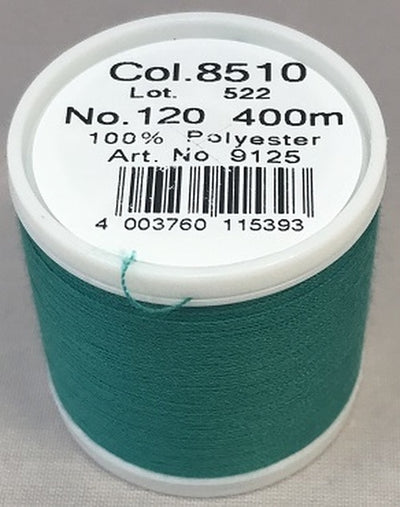 Col.8510
Lot. 522
No.120 400m
100% Polyester
Art. No 9125
4 003760 115393